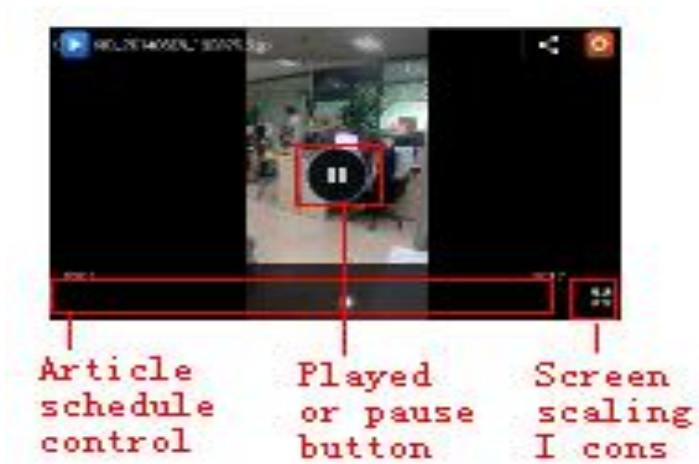 Article
schedule
control
Played
or pause
button
Screen
scaling
I cons